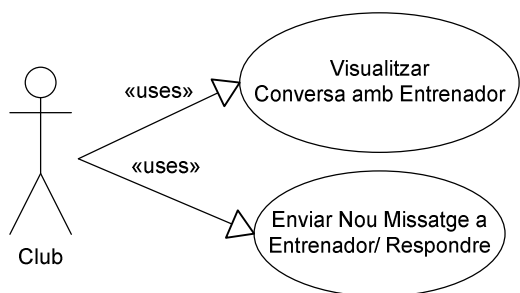 «uses»
Visualitzar
Conversa amb Entrenador
«uses»
Enviar Nou Missatge a
Entrenador/ Respondre
Club